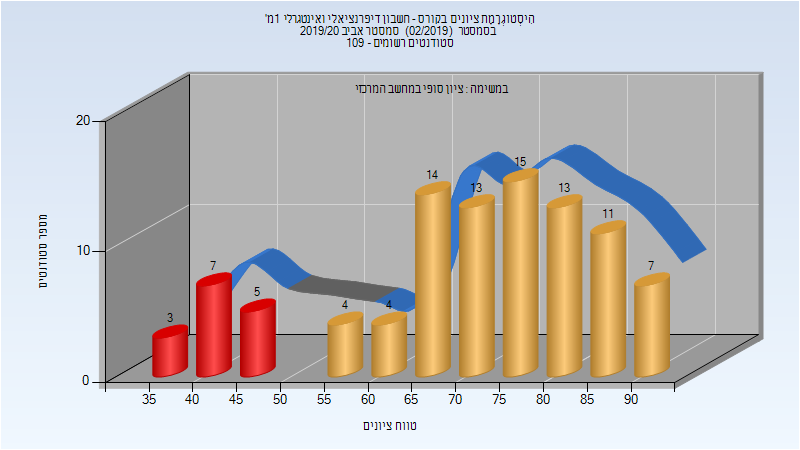 היסטוגרמת ציונים בקורס - חשבון דיפרנציאלי ואינטגרלי 1מ'
בסמסטר (02/2019) סמסטר אביב 2019/20
סטודנטים רשומים - 109
במשימה : ציון סופי במחשב המרכזי
20
10
0
מספר סטודנטים
3
7
5
4
4
14
13
15
13
11
7
35 40 45 50 55 60 65 70 75 80 85 90
טווח ציונים